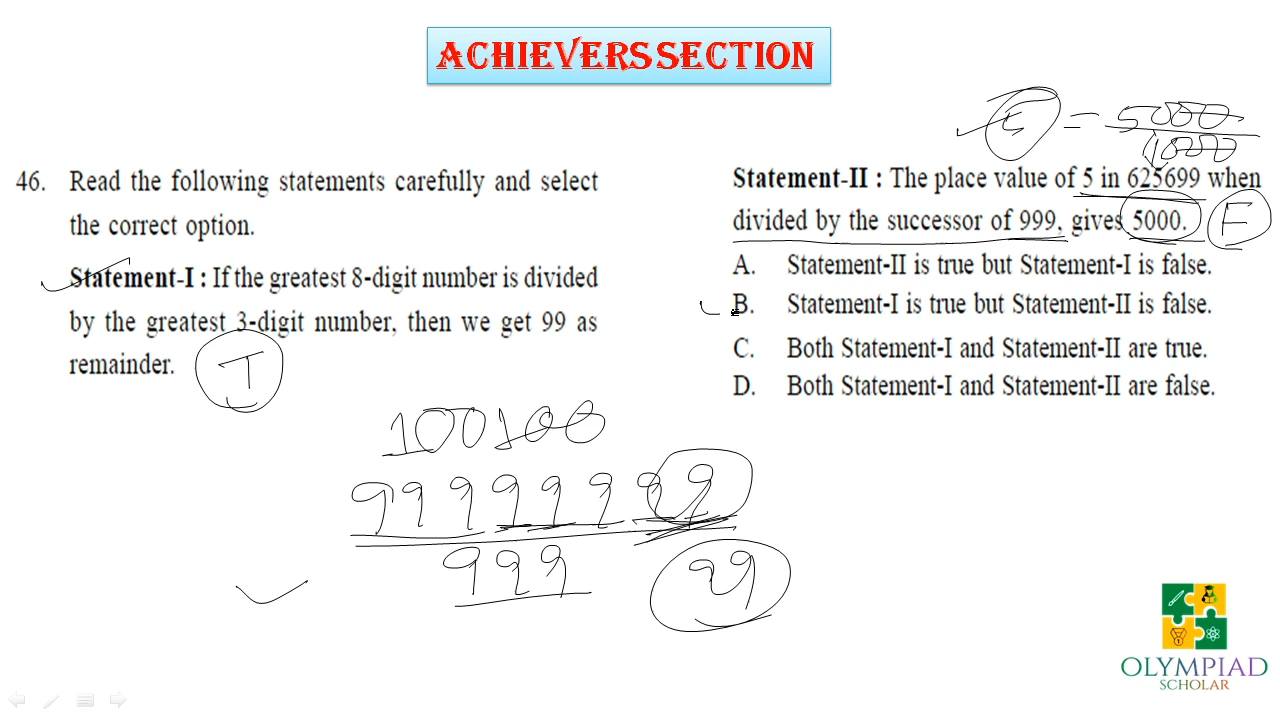 ACHIEVERS SECTION
46. Read the following statements carefully and select
the correct option.
Statement-I : If the greatest 8-digit number is divided
by the greatest 3-digit number, then we get 99 as
remainder. T
100100
99999999
999
99
5 = 5000
1000
Statement-II : The place value of 5 in 625699 when
divided by the successor of 999, gives 5000. F
A. Statement-II is true but Statement-I is false.
B. Statement-I is true but Statement-II is false.
C. Both Statement-I and Statement-II are true.
D. Both Statement-I and Statement-II are false.
OLYMPIAD
SCHOLAR